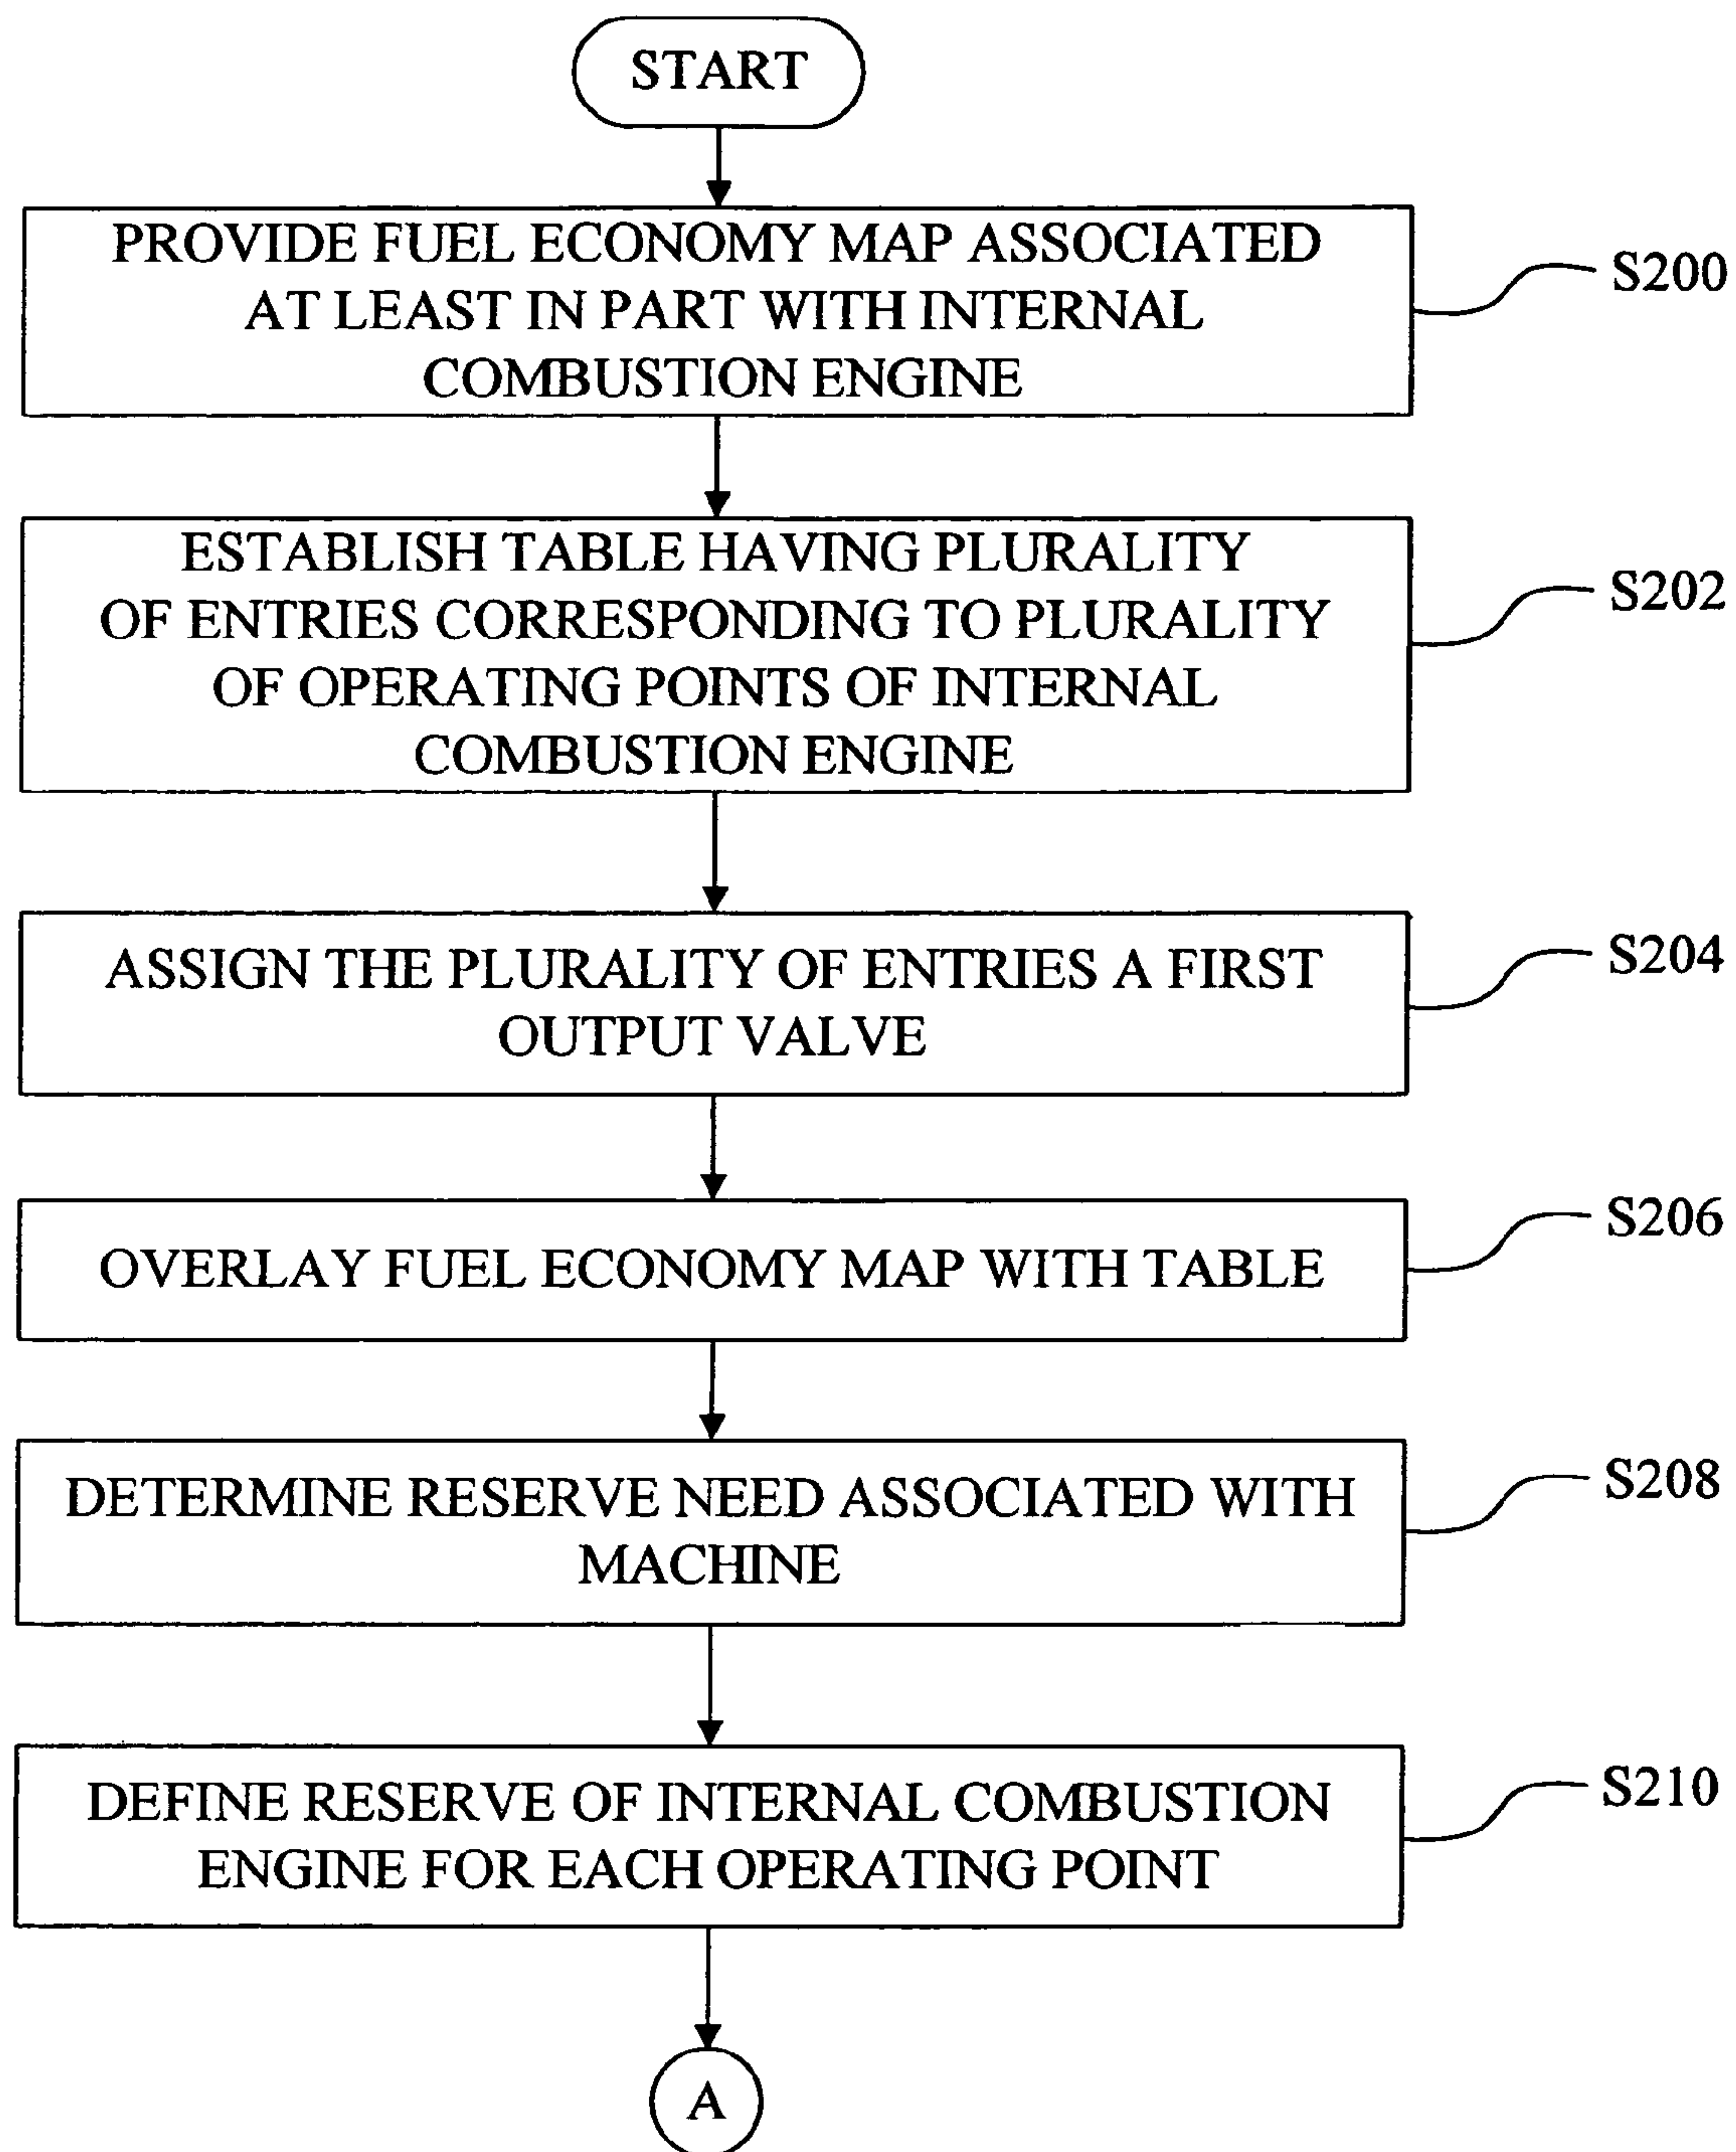 START
PROVIDE FUEL ECONOMY MAP ASSOCIATED
AT LEAST IN PART WITH INTERNAL
COMBUSTION ENGINE
S200
ESTABLISH TABLE HAVING PLURALITY
OF ENTRIES CORRESPONDING TO PLURALITY
OF OPERATING POINTS OF INTERNAL
COMBUSTION ENGINE
S202
ASSIGN THE PLURALITY OF ENTRIES A FIRST
OUTPUT VALVE
S204
OVERLAY FUEL ECONOMY MAP WITH TABLE
S206
DETERMINE RESERVE NEED ASSOCIATED WITH
MACHINE
S208
DEFINE RESERVE OF INTERNAL COMBUSTION
ENGINE FOR EACH OPERATING POINT
S210
A